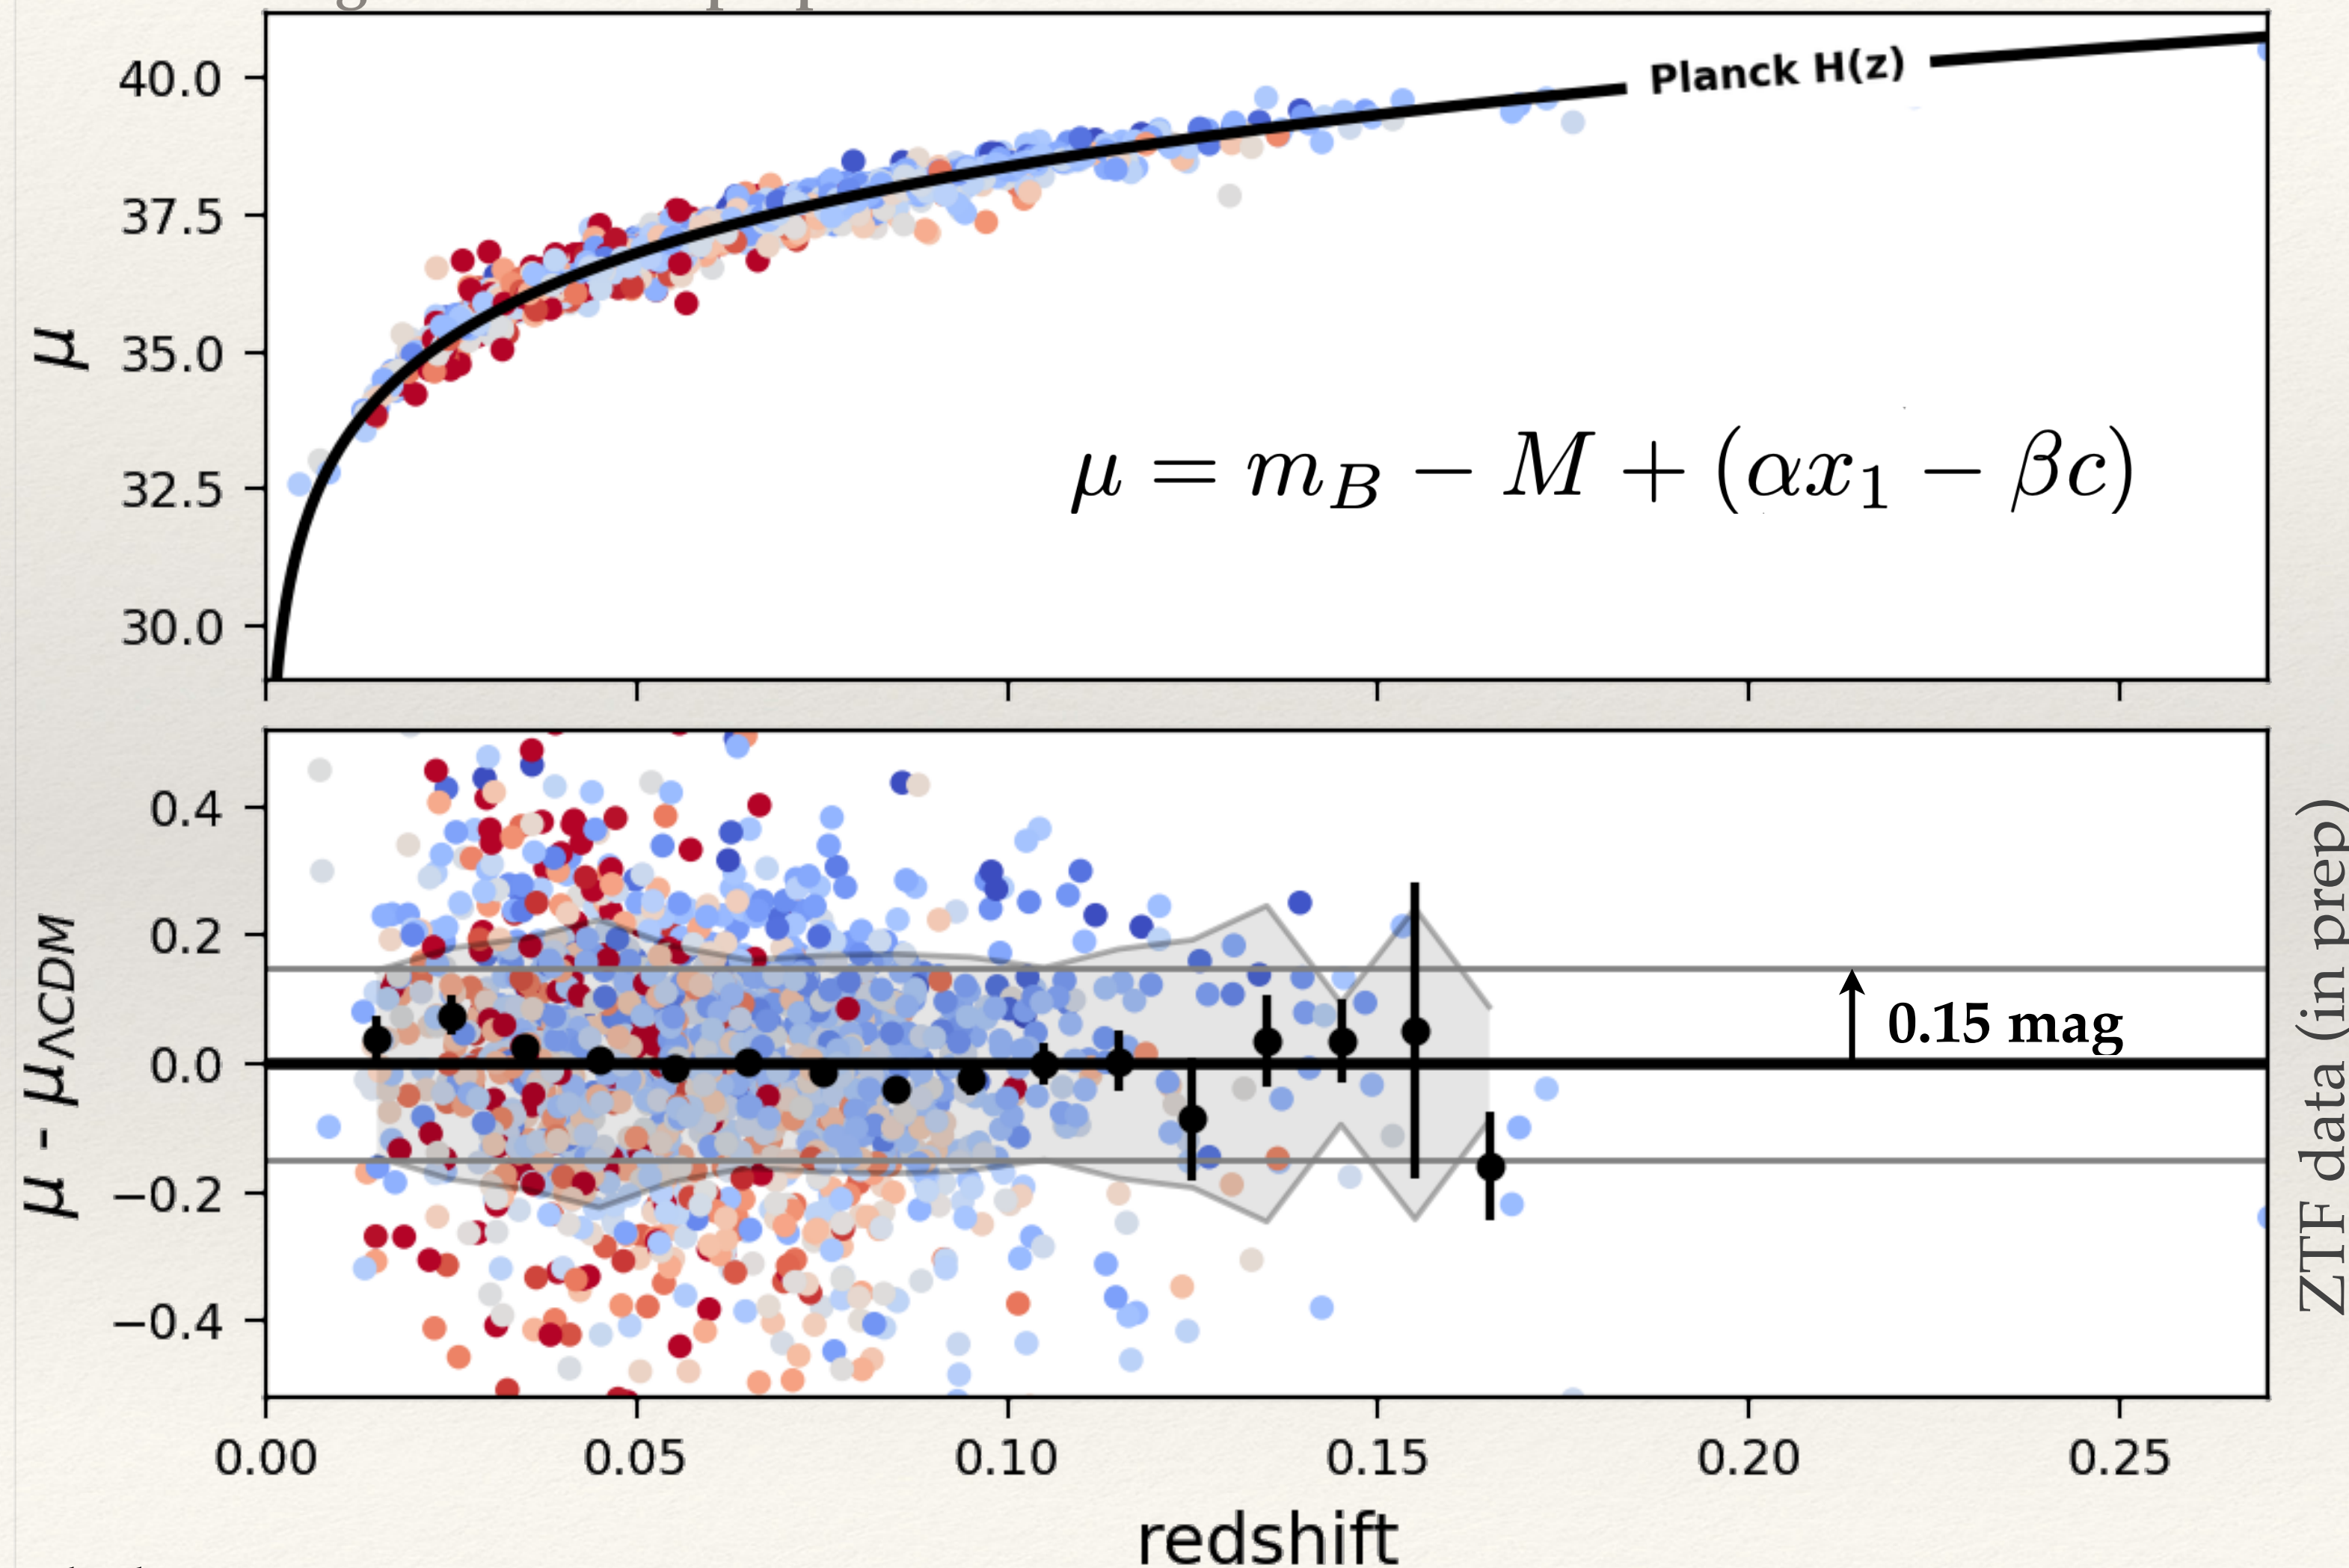 40.0
37.5
35.0
32.5
30.0
μ
Planck H(z)
μ = m_B − M + (αx₁ − βc)
0.4
0.2
0.0
−0.2
−0.4
μ - μΛCDM
0.15 mag
0.00 0.05 0.10 0.15 0.20 0.25
redshift
ZTF data (in prep)